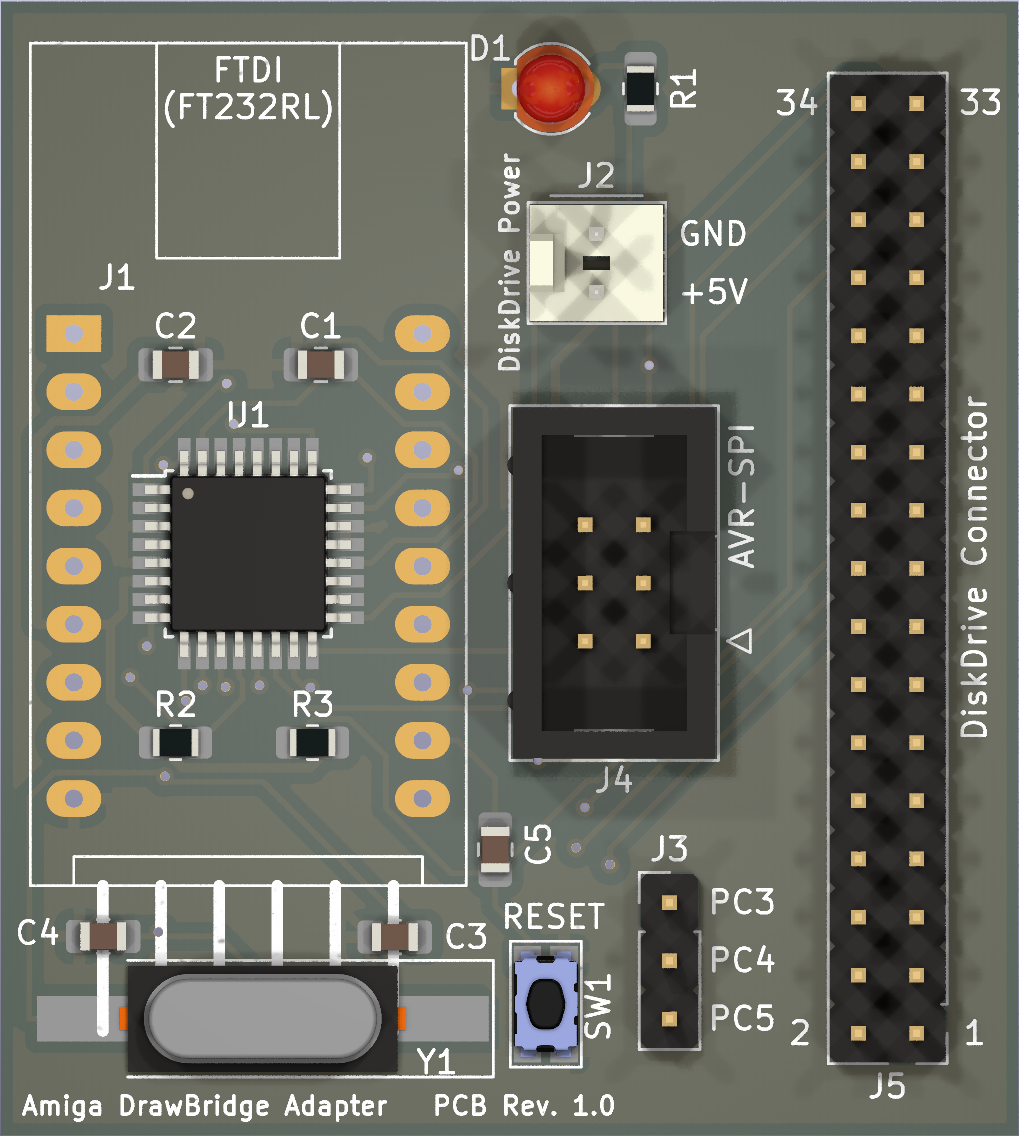 FTDI
(FT232RL)
D1
R1
34
33
J2
DiskDrive Power
GND
+5V
J1
C2
C1
U1
AVR-SPI
DiskDrive Connector
R2
R3
J4
C5
J3
PC3
PC4
PC5
RESET
C4
C3
SW1
2
1
Y1
J5
Amiga DrawBridge Adapter PCB Rev. 1.0